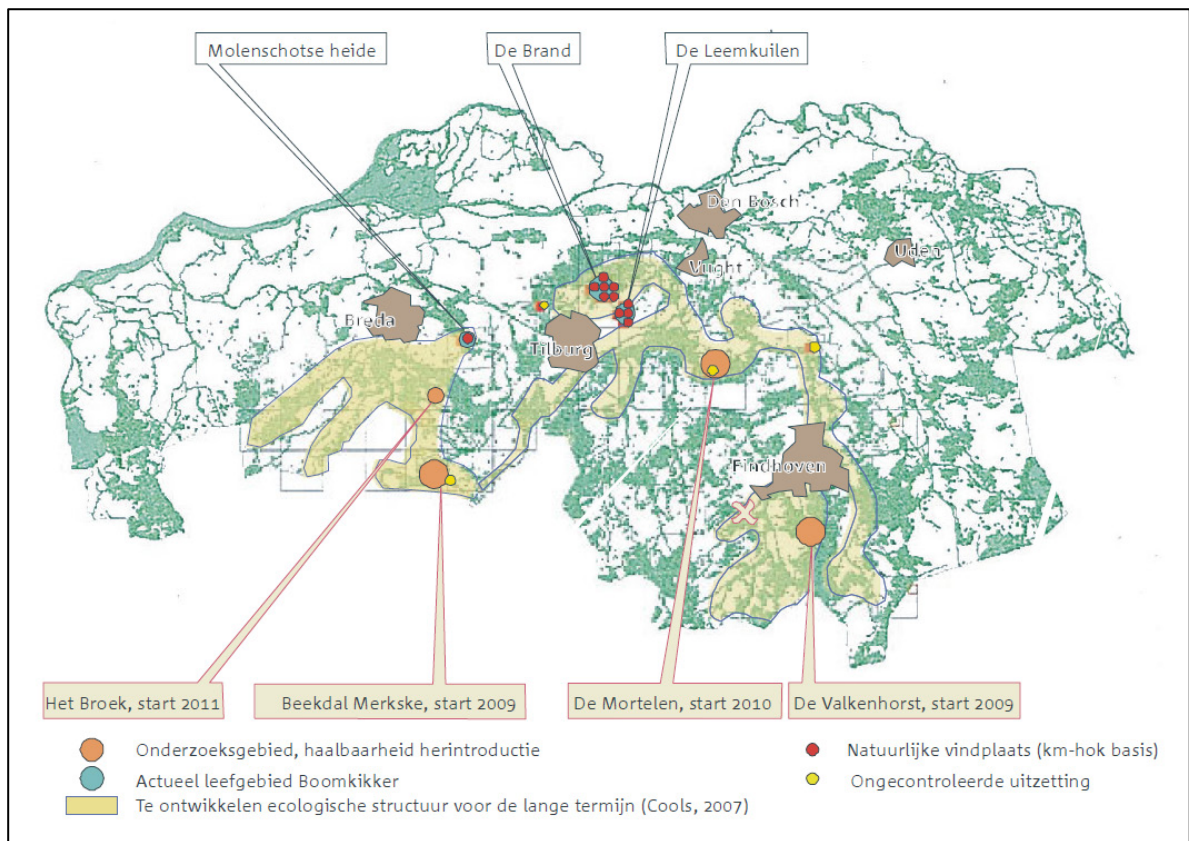 Molenschotse heide
De Brand
De Leemkuilen
Den Bosch
Vught
Uden
Breda
Tilburg
Eindhoven
Het Broek, start 2011
Beekdal Merkske, start 2009
De Mortelen, start 2010
De Valkenhorst, start 2009
Onderzoeksgebied, haalbaarheid herintroductie
Natuurlijke vindplaats (km-hok basis)
Actueel leefgebied Boomkikker
Ongecontroleerde uitzetting
Te ontwikkelen ecologische structuur voor de lange termijn (Cools, 2007)